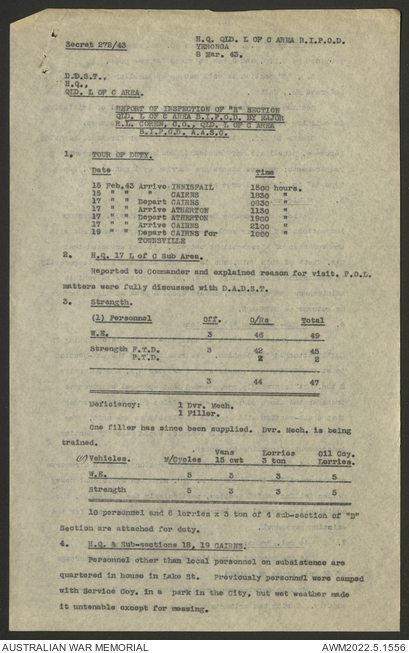 Secret 272/43
H.Q. QLD. L OF C AREA B.I.P.O.D.
YERONGA
8 Mar. 43.
D.D.S.T.,
H.Q.,
QLD. L OF C AREA.
REPORT OF INSPECTION OF "B" SECTION
QLD. L OF C AREA B.I.P.O.D. BY MAJOR
R.L. COREW, C.O., QLD. L OF C AREA
B.I.P.O.D. A.A.S.C.
1. TOUR OF DUTY.
Date Time
15 Feb.43 Arrive INNISFAIL 1500 hours.
15 " " " CAIRNS 1830 "
17 " " Depart CAIRNS 0930 "
17 " " Arrive ATHERTON 1130 "
17 " " Depart ATHERTON 1900 "
17 " " Arrive CAIRNS 2100 "
19 " " Depart CAIRNS for 1000 "
TOWNSVILLE
2. H.Q. 17 L of C Sub Area.
Reported to Commander and explained reason for visit. P.O.L.
matters were fully discussed with D.A.D.S.T.
3. Strength.
(1) Personnel Off. O/Rs Total
W.E. 3 46 49
Strength F.Y.D. 3 42 45
P.Y.D. 2 2
3 44 47
Deficiency: 1 Dvr. Mech.
1 Filler.
One filler has since been supplied. Dvr. Mech. is being
trained.
Vehicles. M/Cycles Vans 15 cwt Lorries 3 ton Oil Coy. Lorries.
W.E. 5 3 3 5
Strength 5 3 3 5
10 personnel and 6 lorries x 3 ton of 4 sub-section of "B"
Section are attached for duty.
4. H.Q. & Sub-sections 18, 19 CAIRNS.
Personnel other than local personnel on subsistence are
quartered in house in Lake St. Previously personnel were camped
with Service Coy. in a park in the City, but wet weather made
it untenable except for messing.
AUSTRALIAN WAR MEMORIAL
AWM2022.5.1556